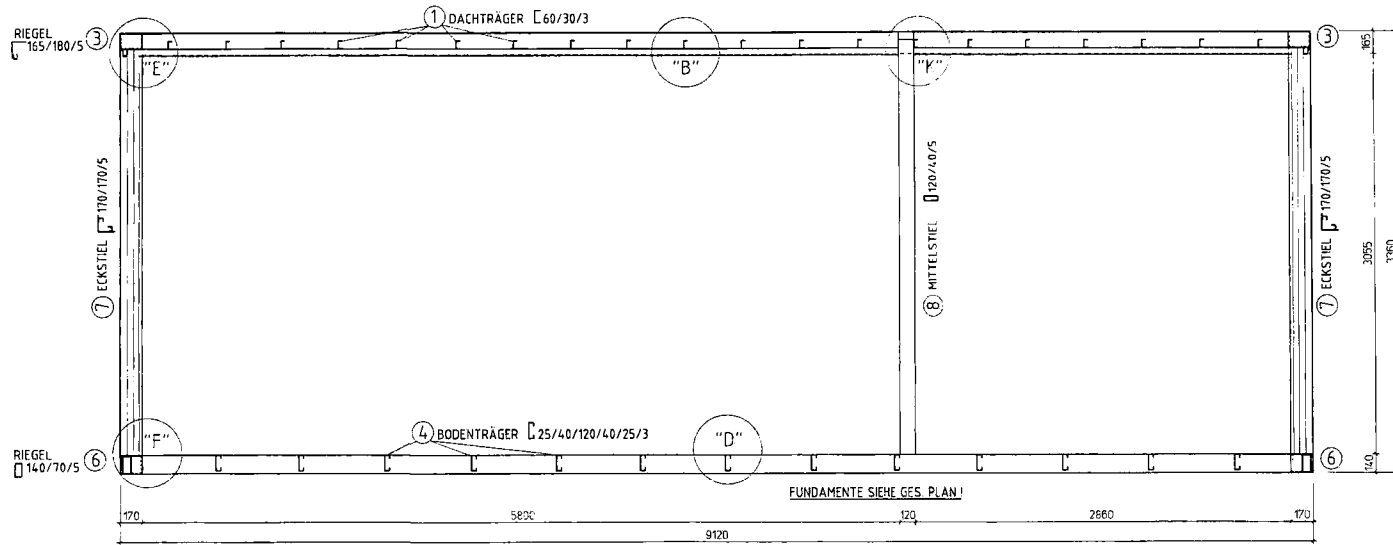 ① DACHTRÄGER [60/30/3
RIEGEL
165/180/5
③
③
"E"
"B"
"K"
165
⑦ ECKSTIEL 170/170/5
⑧ MITTELSTIEL 120/40/5
⑦ ECKSTIEL 170/170/5
3055
3360
"F"
④ BODENTRÄGER [25/40/120/40/25/3
"D"
RIEGEL
140/70/5
⑥
⑥
140
FUNDAMENTE SIEHE GES. PLAN!
170
5800
120
2860
170
9120